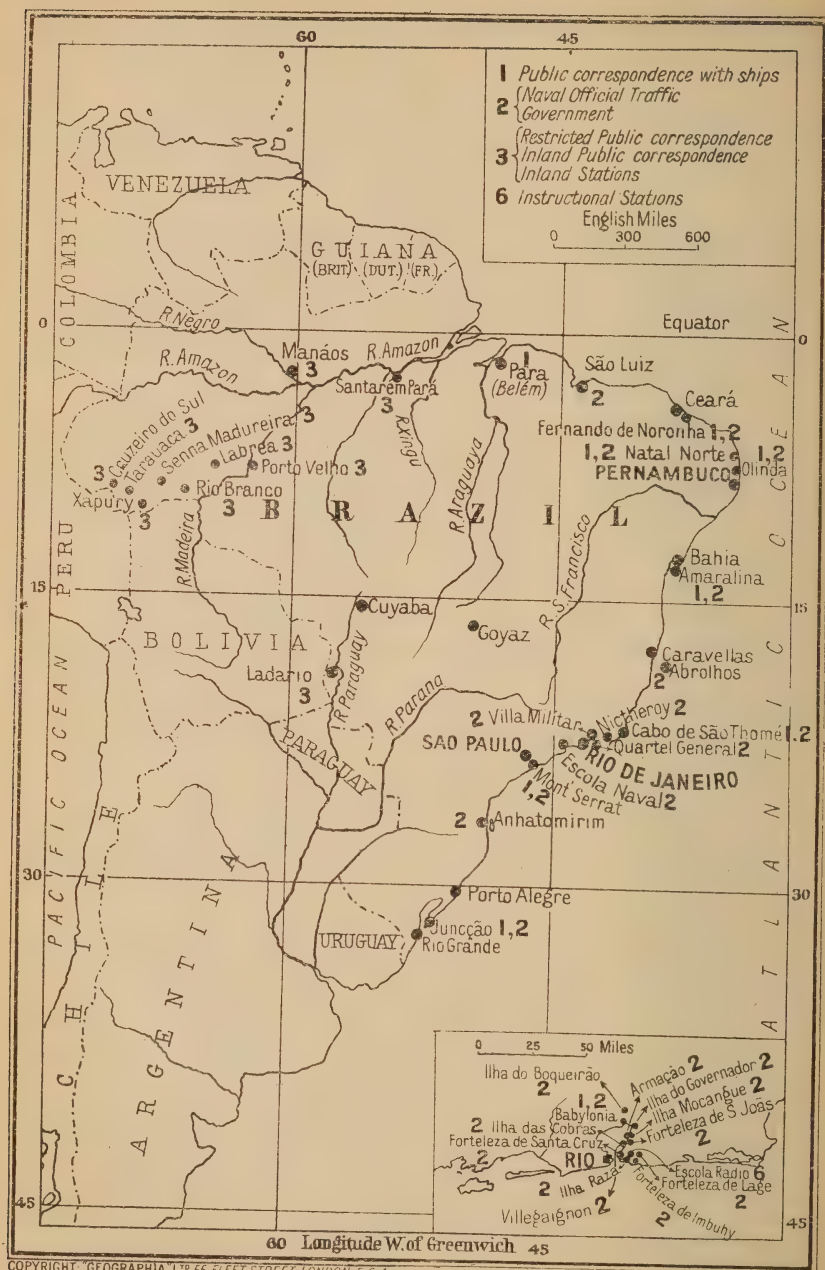 60
45
1 Public correspondence with ships
2 Naval Official Traffic
Government
3 Restricted Public correspondence
Inland Public correspondence
Inland Stations
6 Instructional Stations
English Miles
0 300 600
VENEZUELA
COLOMBIA
GUIANA
(BRIT.) (DUT.) (FR.)
R. Negro
Equator
0
0
R. Amazon
Manáos 3
R. Amazon
Santarem Pará
3
1
Pará
(Belém)
São Luiz
2
Ceará
Fernando de Noronha 1,2
1,2 Natal Norte
1,2
Olinda
PERNAMBUCO
Cruzeiro do Sul
3
Tarauaca 3
Senna Madureira 3
Labrea 3
Porto Velho 3
Rio Branco
3
Xapury
3
R. Xingu
R. Araguaya
R. Madeira
BRAZIL
R. S. Francisco
PERU
15
15
Bahia
Amaralina
1,2
BOLIVIA
Cuyaba
Goyaz
Ladario
3
R. Paraguay
R. Parana
Caravellas
2 Abrolhos
PARAGUAY
2 Villa Militar
Nictheroy 2
Cabo de São Thomé 1,2
Quartel General 2
SAO PAULO
RIO DE JANEIRO
Escola Naval 2
Mont' Serrat
1,2
2 Anhatomirim
30
30
Porto Alegre
Juncção 1,2
Rio Grande
URUGUAY
PACIFIC OCEAN
CHILE
ARGENTINA
ATLANTIC OCEAN
0 25 50 Miles
Ilha do Boqueirão
2
Armação 2
Ilha do Governador 2
Ilha Mocangue 2
Forteleza de S. Joãs
2
1,2
Babylonia
2 Ilha das Cobras
Forteleza de Santa Cruz
2
RIO
Escola Radio 6
Forteleza de Lage
2
2 Ilha Raza
Villegaignon 2
Forteleza de Imbuhy
2
45
45
60 Longitude W. of Greenwich 45